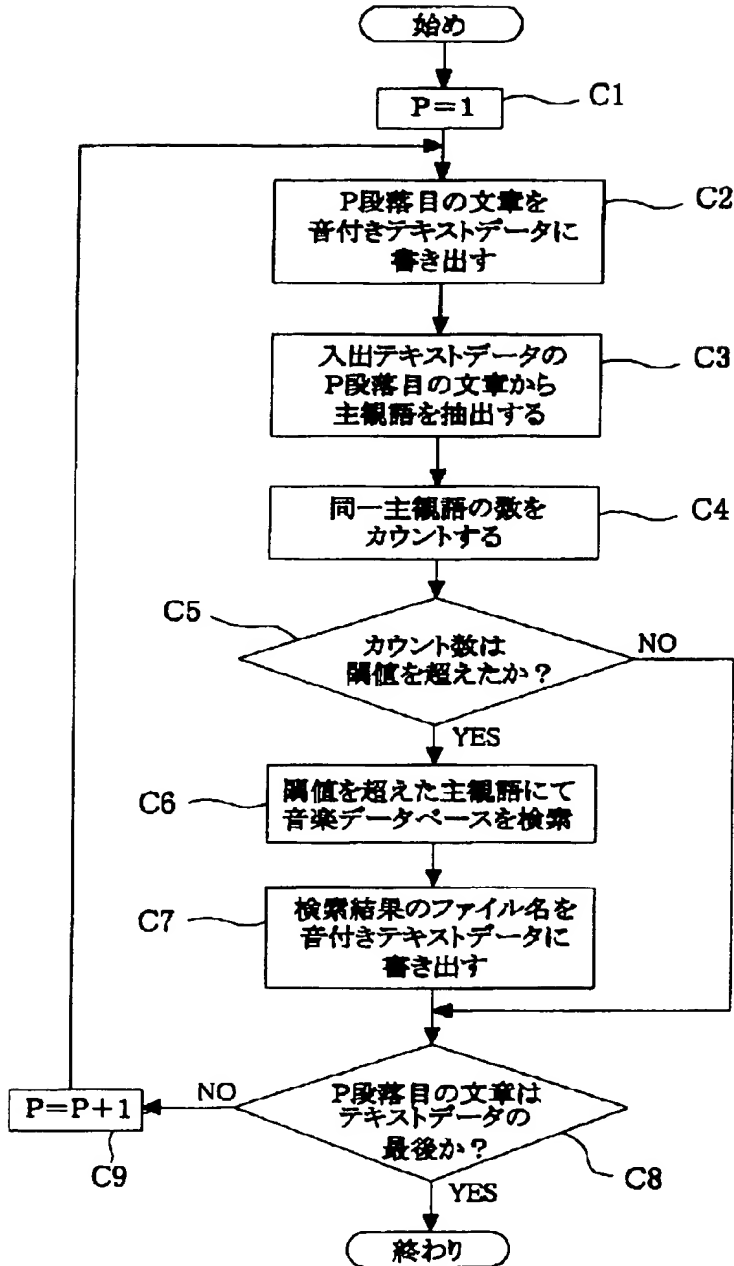 始め
P=1
C1
P段落目の文章を
音付きテキストデータに
書き出す
C2
入出テキストデータの
P段落目の文章から
主観語を抽出する
C3
同一主観語の数を
カウントする
C4
C5
カウント数は
閾値を超えたか?
NO
YES
C6
閾値を超えた主観語にて
音楽データベースを検索
C7
検索結果のファイル名を
音付きテキストデータに
書き出す
P段落目の文章は
テキストデータの
最後か?
NO
P=P+1
C9
C8
YES
終わり